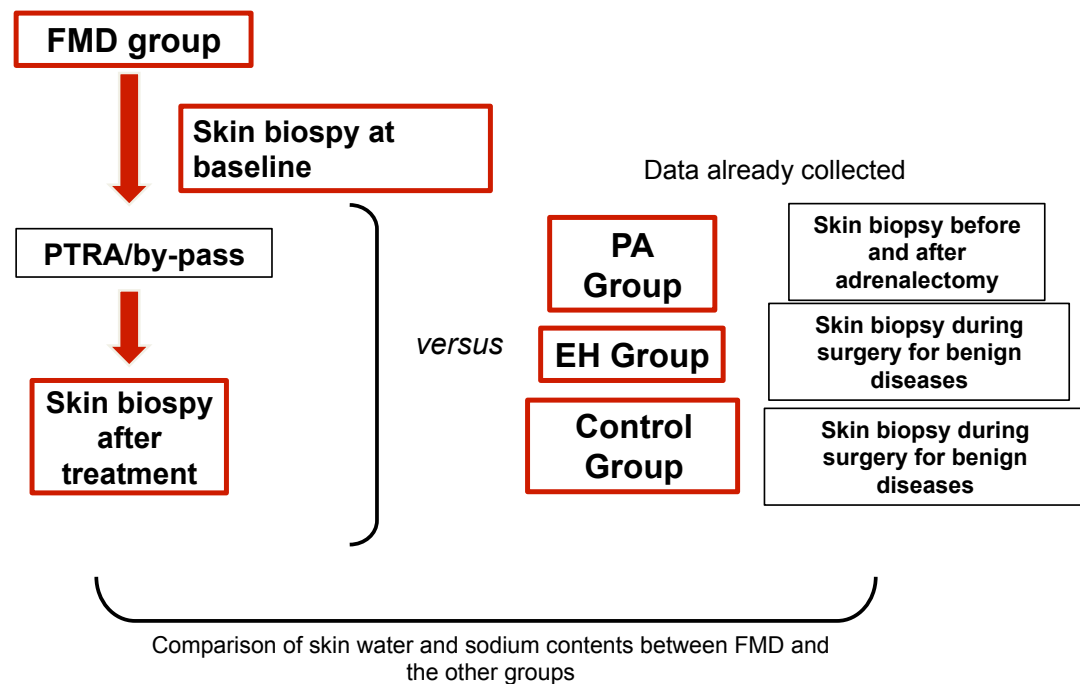 FMD group
Skin biospy at
baseline
PTRA/by-pass
Skin biospy
after
treatment
versus
Data already collected
PA
Group
Skin biopsy before
and after
adrenalectomy
EH Group
Skin biopsy during
surgery for benign
diseases
Control
Group
Skin biopsy during
surgery for benign
diseases
Comparison of skin water and sodium contents between FMD and
the other groups